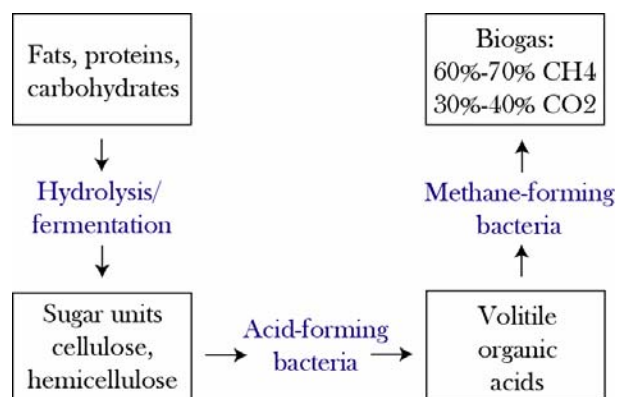 Fats, proteins,
carbohydrates
Hydrolysis/
fermentation
Sugar units
cellulose,
hemicellulose
Acid-forming
bacteria
Volitile
organic
acids
Methane-forming
bacteria
Biogas:
60%-70% CH4
30%-40% CO2